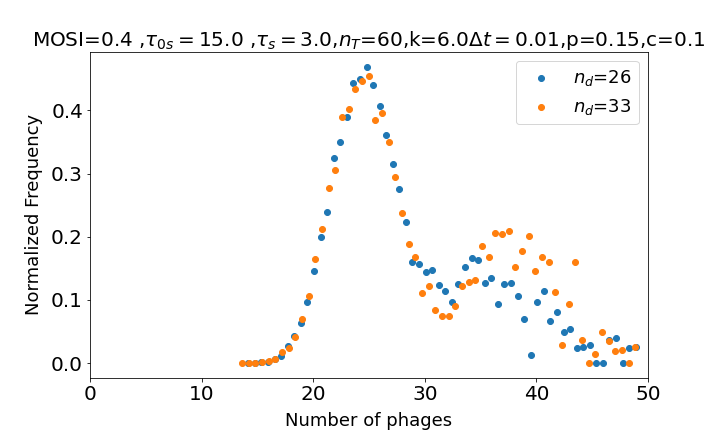 MOSI=0.4 ,τ0s = 15.0 ,τs = 3.0,nT=60,k=6.0Δt = 0.01,p=0.15,c=0.1
nd=26
nd=33
Normalized Frequency
0.4
0.3
0.2
0.1
0.0
0 10 20 30 40 50
Number of phages